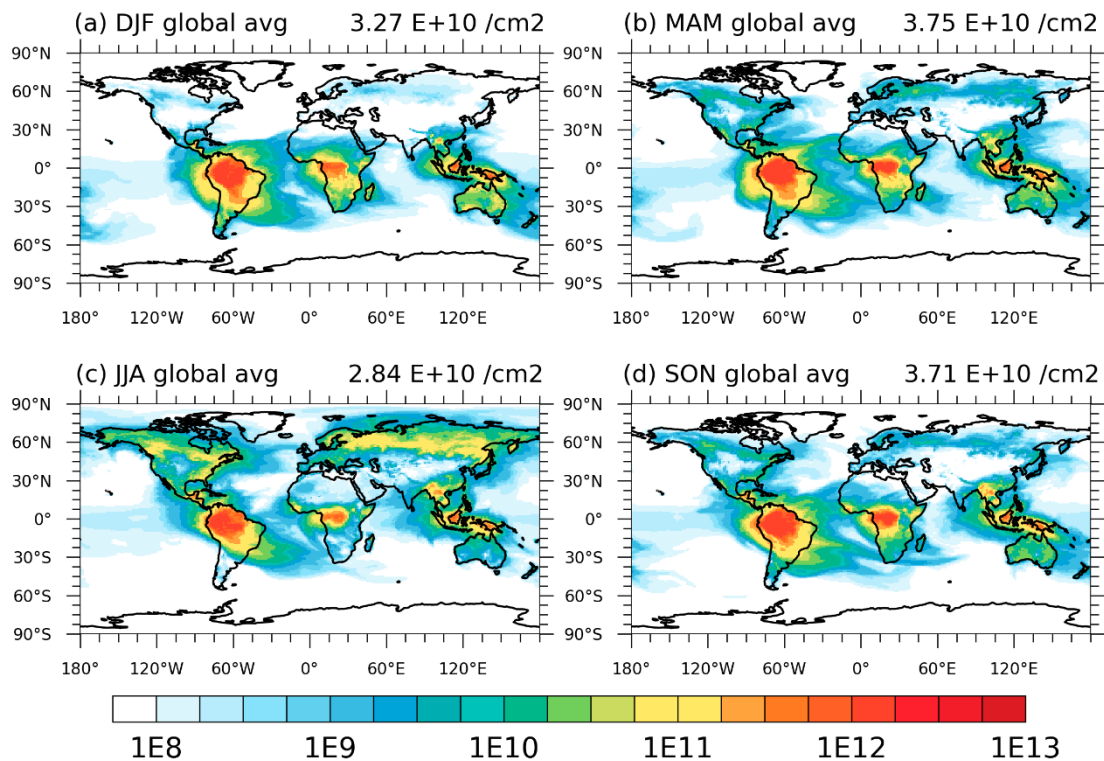 (a) DJF global avg 3.27 E+10 /cm2
(b) MAM global avg 3.75 E+10 /cm2
90°N 90°N
60°N 60°N
30°N 30°N
0° 0°
30°S 30°S
60°S 60°S
90°S 90°S
180° 120°W 60°W 0° 60°E 120°E
180° 120°W 60°W 0° 60°E 120°E
(c) JJA global avg 2.84 E+10 /cm2
(d) SON global avg 3.71 E+10 /cm2
90°N 90°N
60°N 60°N
30°N 30°N
0° 0°
30°S 30°S
60°S 60°S
90°S 90°S
180° 120°W 60°W 0° 60°E 120°E
180° 120°W 60°W 0° 60°E 120°E
1E8 1E9 1E10 1E11 1E12 1E13